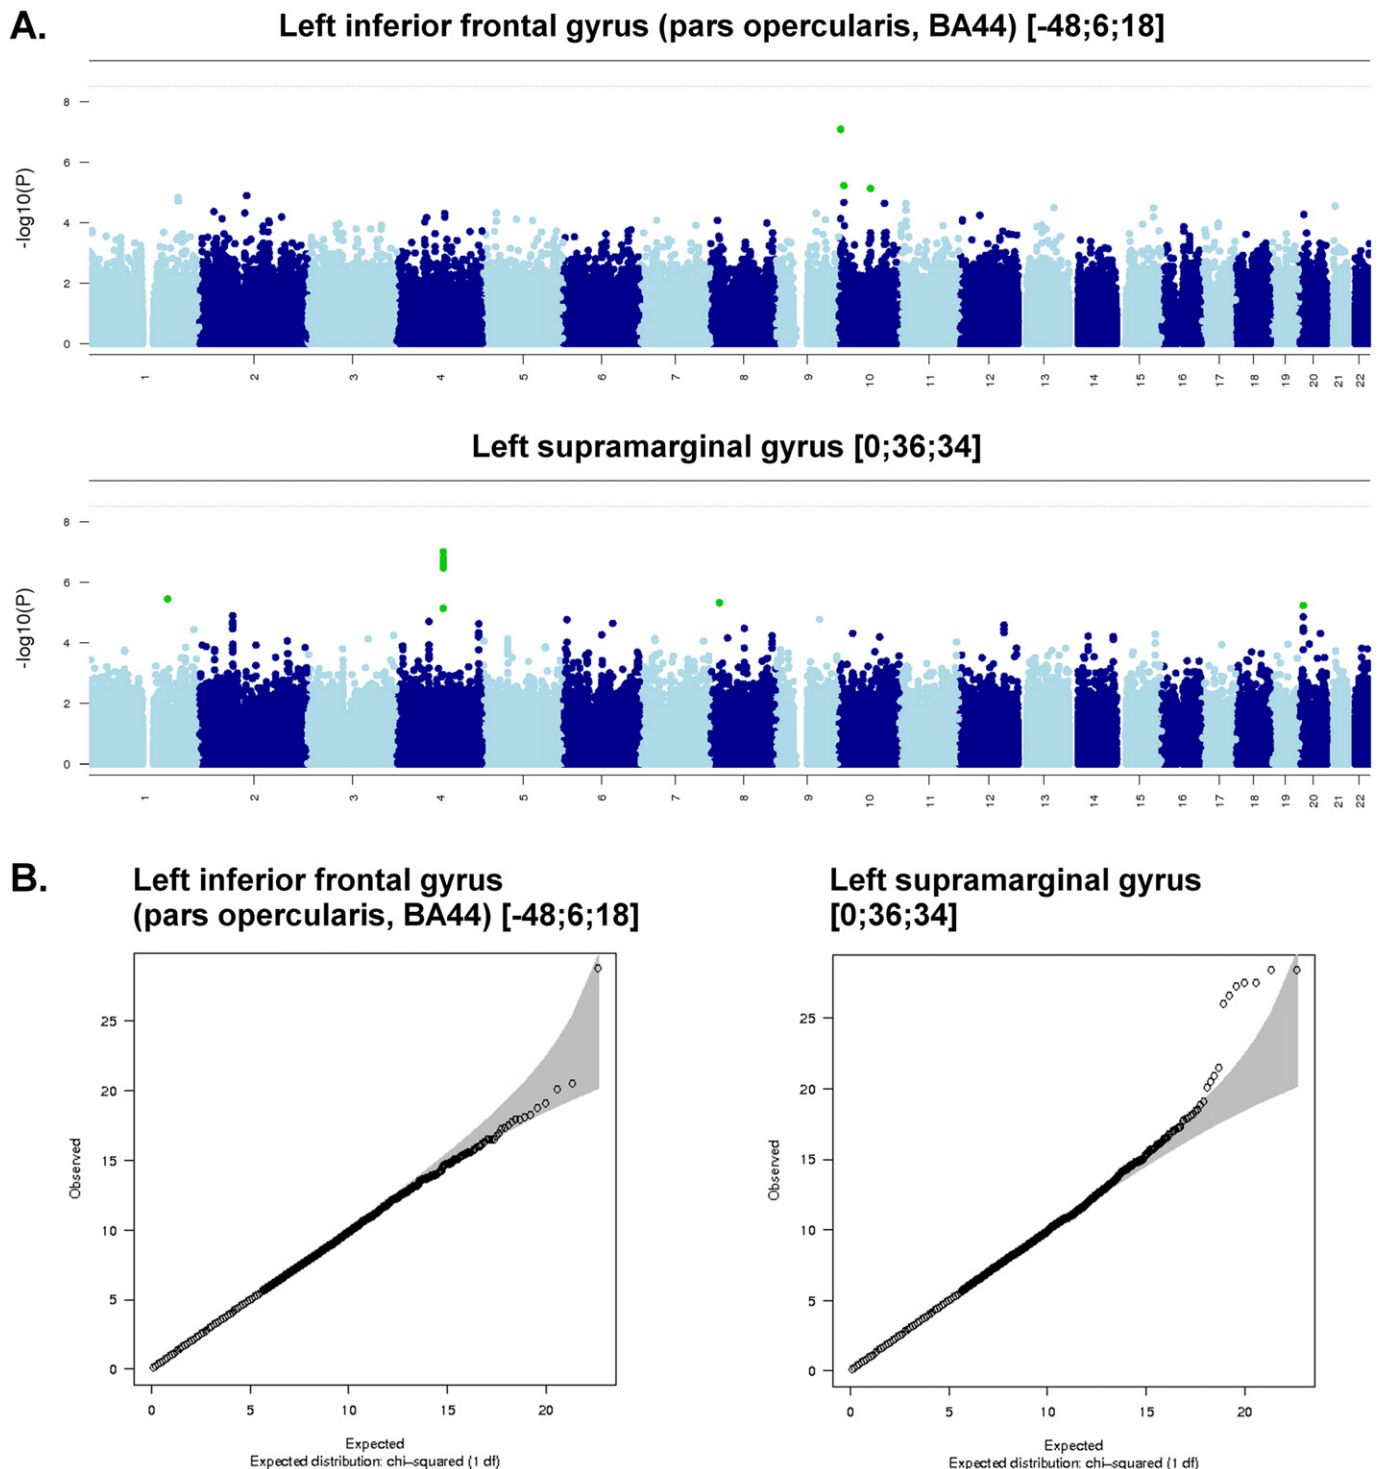 A.
Left inferior frontal gyrus (pars opercularis, BA44) [-48;6;18]
8
6
4
2
0
-log10(P)
1 2 3 4 5 6 7 8 9 10 11 12 13 14 15 16 17 18 19 20 21 22
Left supramarginal gyrus [0;36;34]
8
6
4
2
0
-log10(P)
1 2 3 4 5 6 7 8 9 10 11 12 13 14 15 16 17 18 19 20 21 22
B.
Left inferior frontal gyrus
(pars opercularis, BA44) [-48;6;18]
25
20
15
10
5
0
Observed
0 5 10 15 20
Expected
Expected distribution: chi-squared (1 df)
Left supramarginal gyrus
[0;36;34]
25
20
15
10
5
0
Observed
0 5 10 15 20
Expected
Expected distribution: chi-squared (1 df)